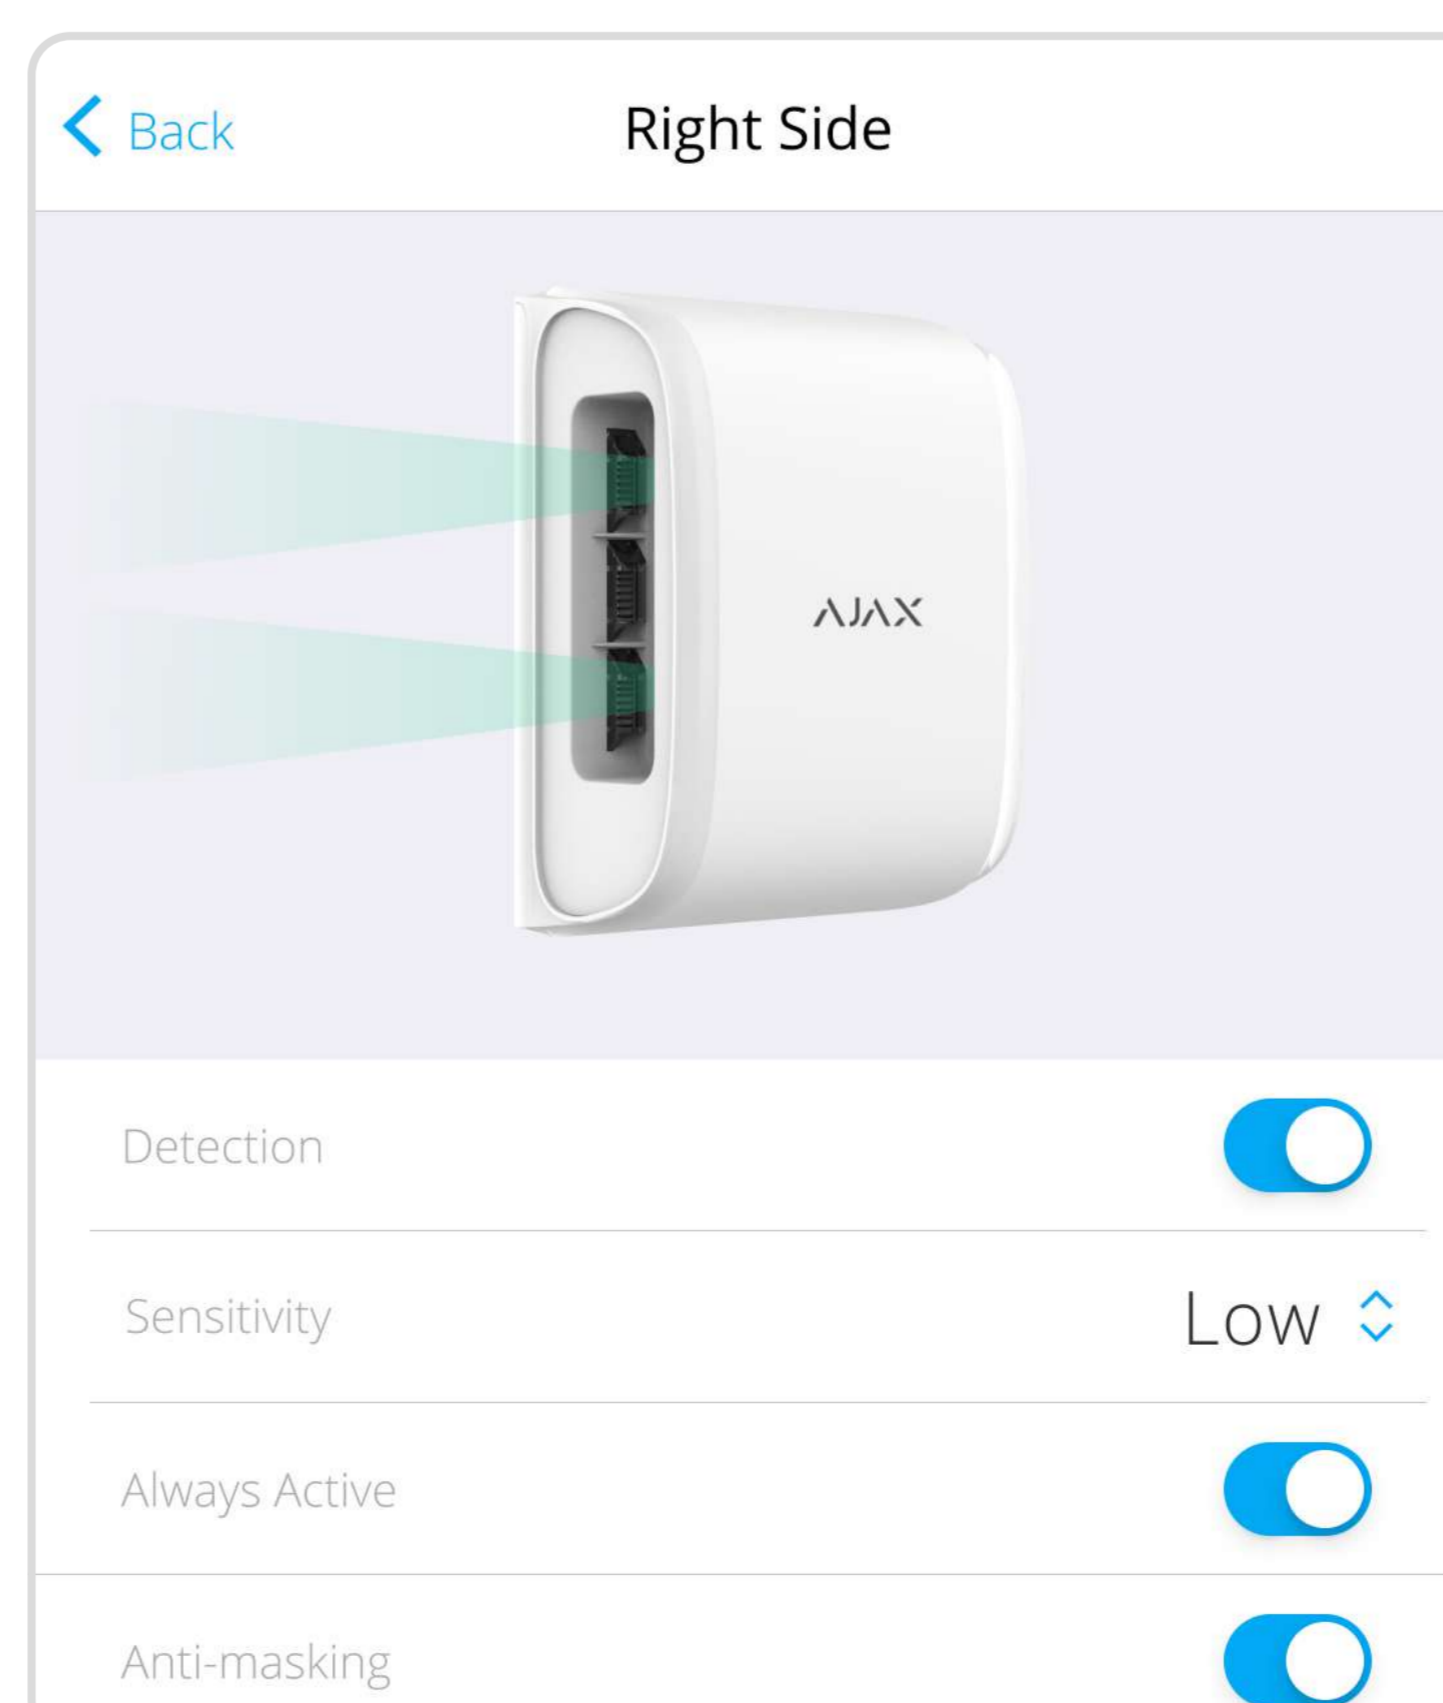 Back
Right Side
AJAX
Detection
Sensitivity
Low
Always Active
Anti-masking